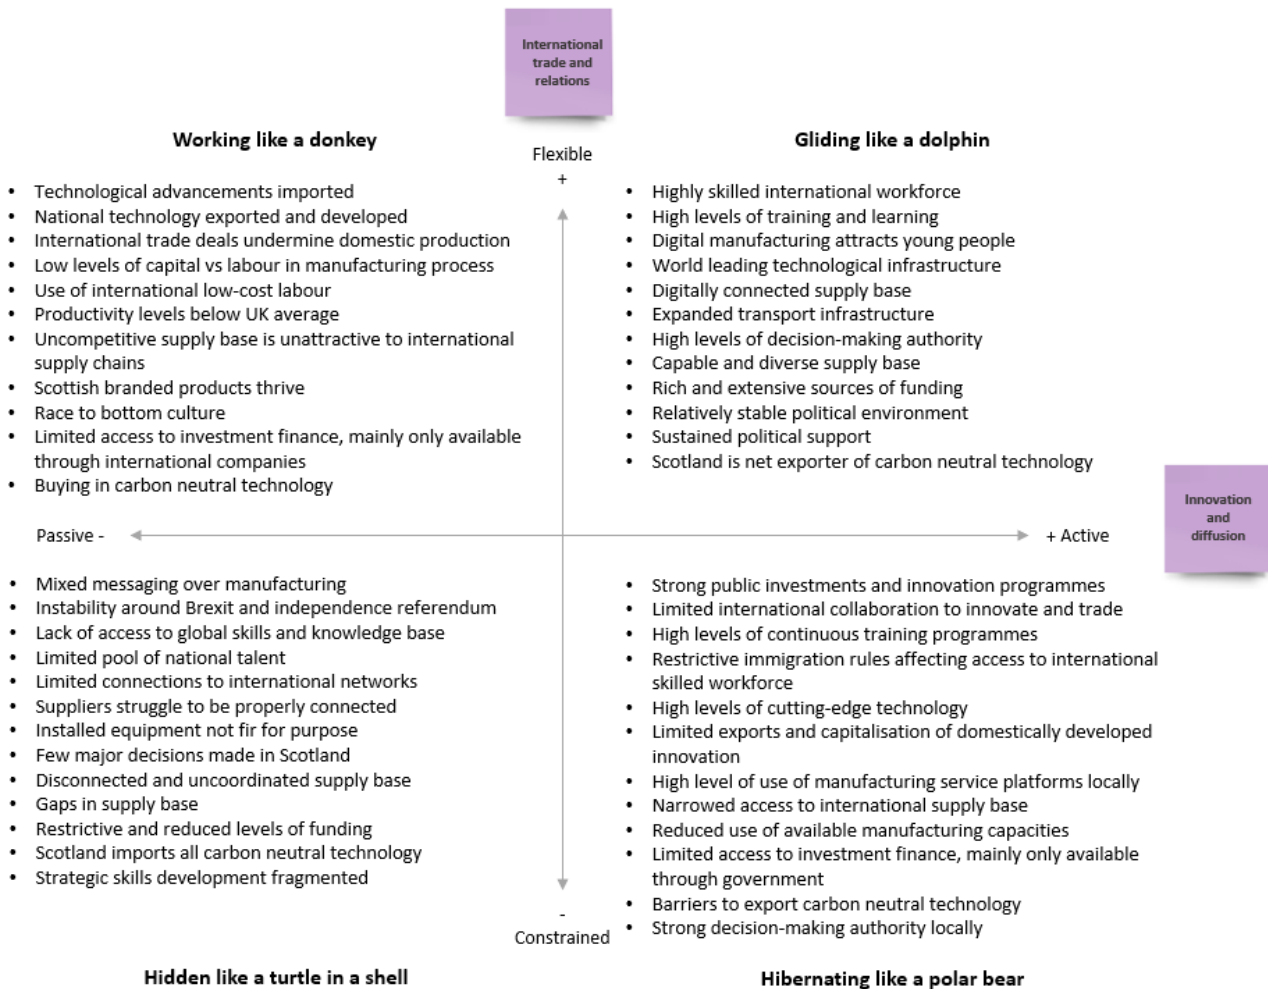 International
trade and
relations
Working like a donkey
Flexible
+
• Technological advancements imported
• National technology exported and developed
• International trade deals undermine domestic production
• Low levels of capital vs labour in manufacturing process
• Use of international low-cost labour
• Productivity levels below UK average
• Uncompetitive supply base is unattractive to international
supply chains
• Scottish branded products thrive
• Race to bottom culture
• Limited access to investment finance, mainly only available
through international companies
• Buying in carbon neutral technology
Gliding like a dolphin
• Highly skilled international workforce
• High levels of training and learning
• Digital manufacturing attracts young people
• World leading technological infrastructure
• Digitally connected supply base
• Expanded transport infrastructure
• High levels of decision-making authority
• Capable and diverse supply base
• Rich and extensive sources of funding
• Relatively stable political environment
• Sustained political support
• Scotland is net exporter of carbon neutral technology
Passive -
+ Active
Innovation
and
diffusion
• Mixed messaging over manufacturing
• Instability around Brexit and independence referendum
• Lack of access to global skills and knowledge base
• Limited pool of national talent
• Limited connections to international networks
• Suppliers struggle to be properly connected
• Installed equipment not fir for purpose
• Few major decisions made in Scotland
• Disconnected and uncoordinated supply base
• Gaps in supply base
• Restrictive and reduced levels of funding
• Scotland imports all carbon neutral technology
• Strategic skills development fragmented
Hidden like a turtle in a shell
-
Constrained
• Strong public investments and innovation programmes
• Limited international collaboration to innovate and trade
• High levels of continuous training programmes
• Restrictive immigration rules affecting access to international
skilled workforce
• High levels of cutting-edge technology
• Limited exports and capitalisation of domestically developed
innovation
• High level of use of manufacturing service platforms locally
• Narrowed access to international supply base
• Reduced use of available manufacturing capacities
• Limited access to investment finance, mainly only available
through government
• Barriers to export carbon neutral technology
• Strong decision-making authority locally
Hibernating like a polar bear